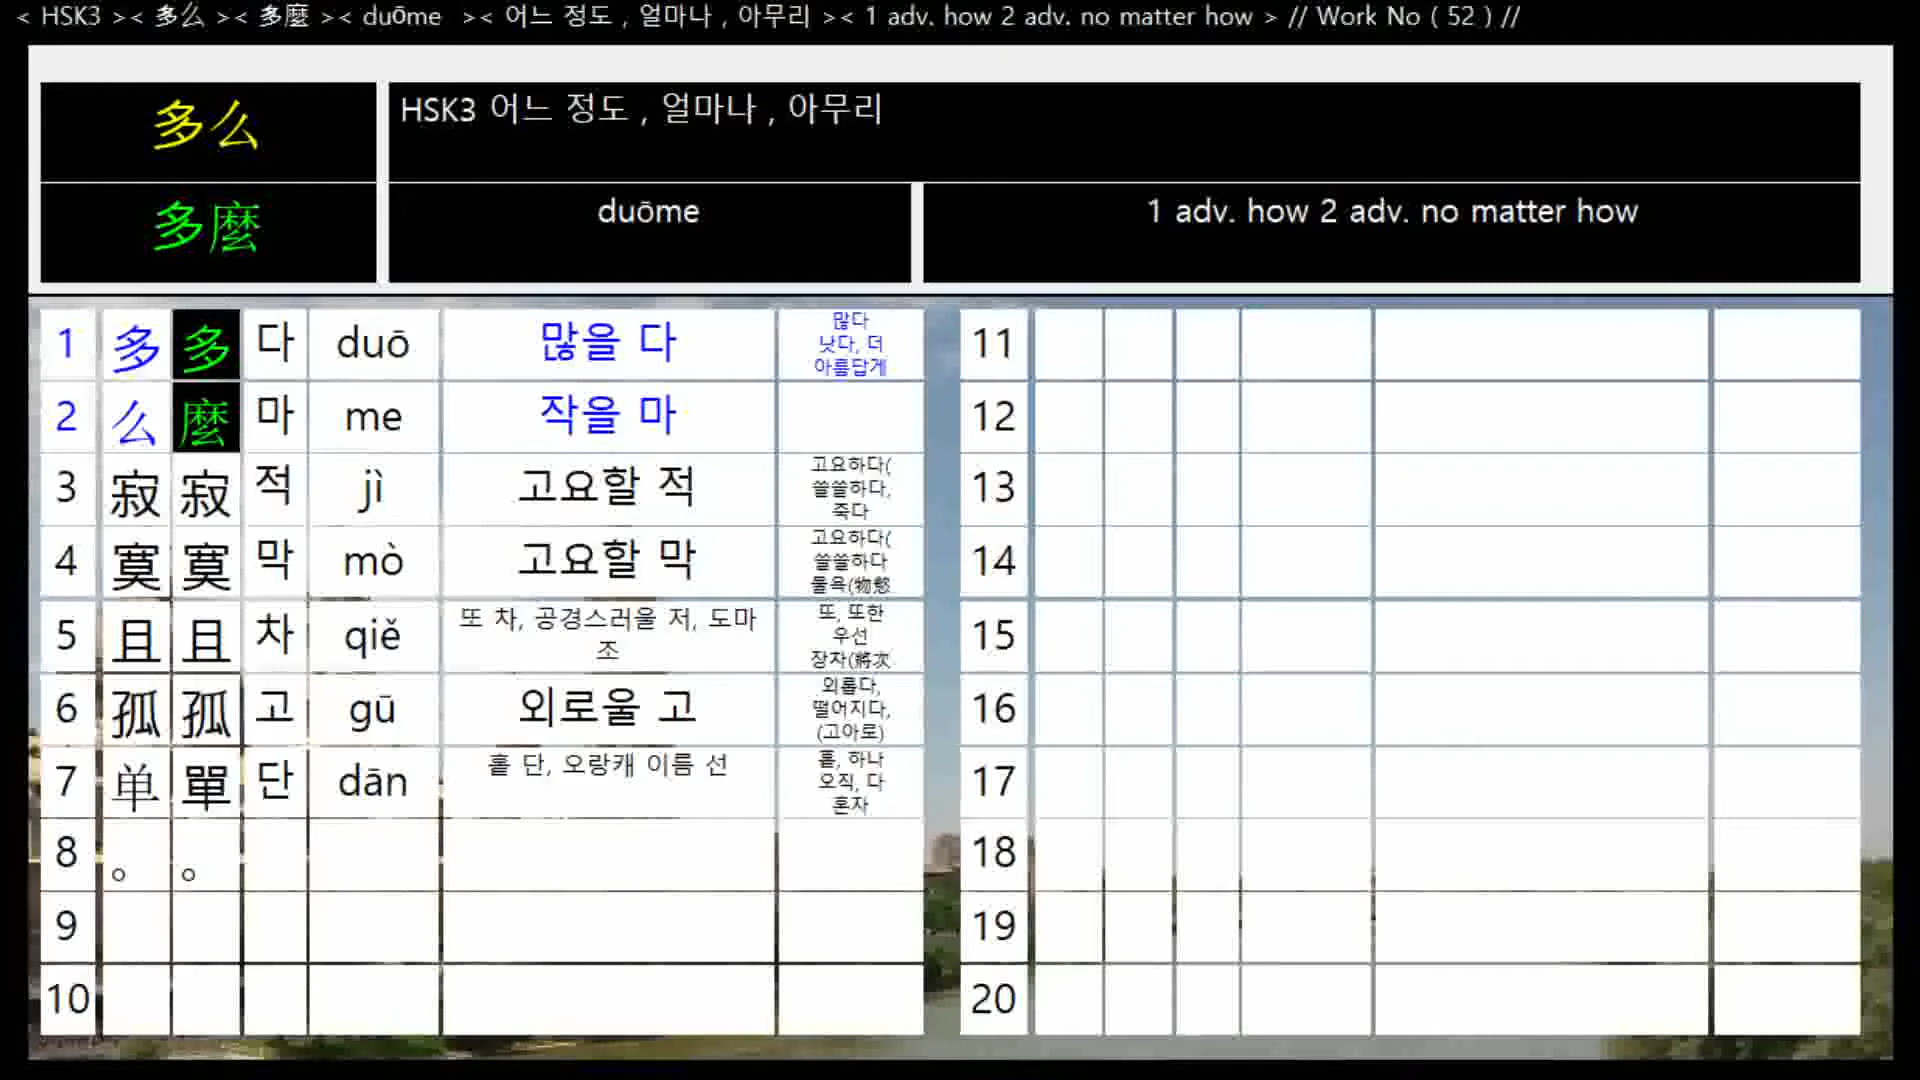 < HSK3 >< 多么 >< 多麼 >< duōme >< 어느 정도 , 얼마나 , 아무리 >< 1 adv. how 2 adv. no matter how > // Work No ( 52 ) //
多么
HSK3 어느 정도 , 얼마나 , 아무리
多麼
duōme
1 adv. how 2 adv. no matter how
1 多 多 다 duō 많을 다
많다
낫다, 더
아름답게
2 么 麼 마 me 작을 마
3 寂 寂 적 jì 고요할 적
고요하다(
쓸쓸하다,
죽다
4 寞 寞 막 mò 고요할 막
고요하다(
쓸쓸하다
물욕(物慾
5 且 且 차 qiě 또 차, 공경스러울 저, 도마
조
또, 또한
우선
장차(將次
6 孤 孤 고 gū 외로울 고
외롭다,
떨어지다,
(고아로)
7 单 單 단 dān 홑 단, 오랑캐 이름 선
홑, 하나
오직, 다
혼자
8 。 。
9
10
11
12
13
14
15
16
17
18
19
20